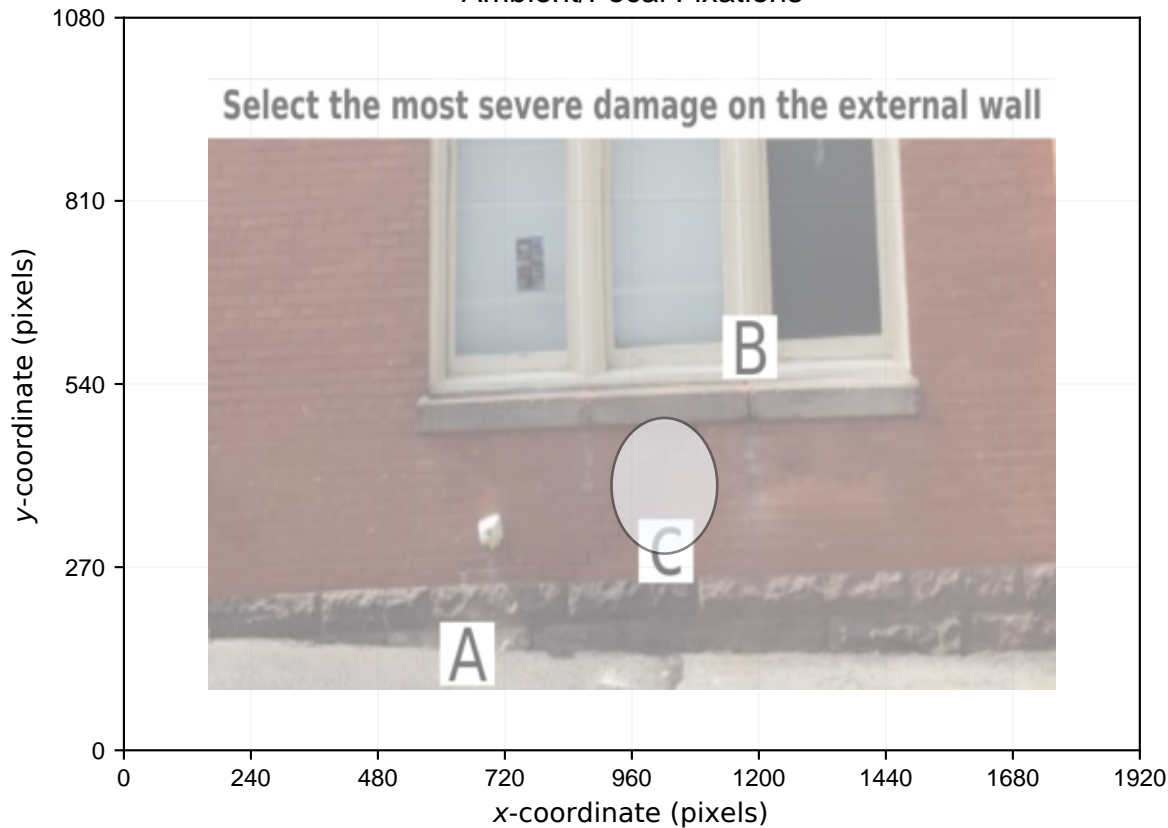 Ambient/Focal Fixations
1080
Select the most severe damage on the external wall
810
B
540
C
270
A
0
0 240 480 720 960 1200 1440 1680 1920
y-coordinate (pixels)
x-coordinate (pixels)